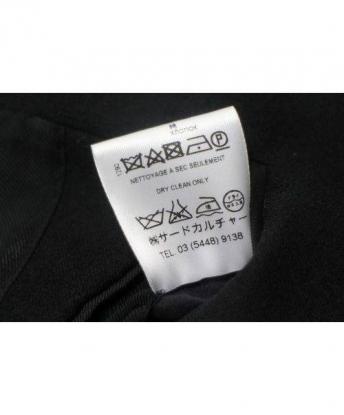 NETTOYAGE À SEC SEULEMENT
DRY CLEAN ONLY
㈱サードカルチャー
TEL. 03 (5448) 9138